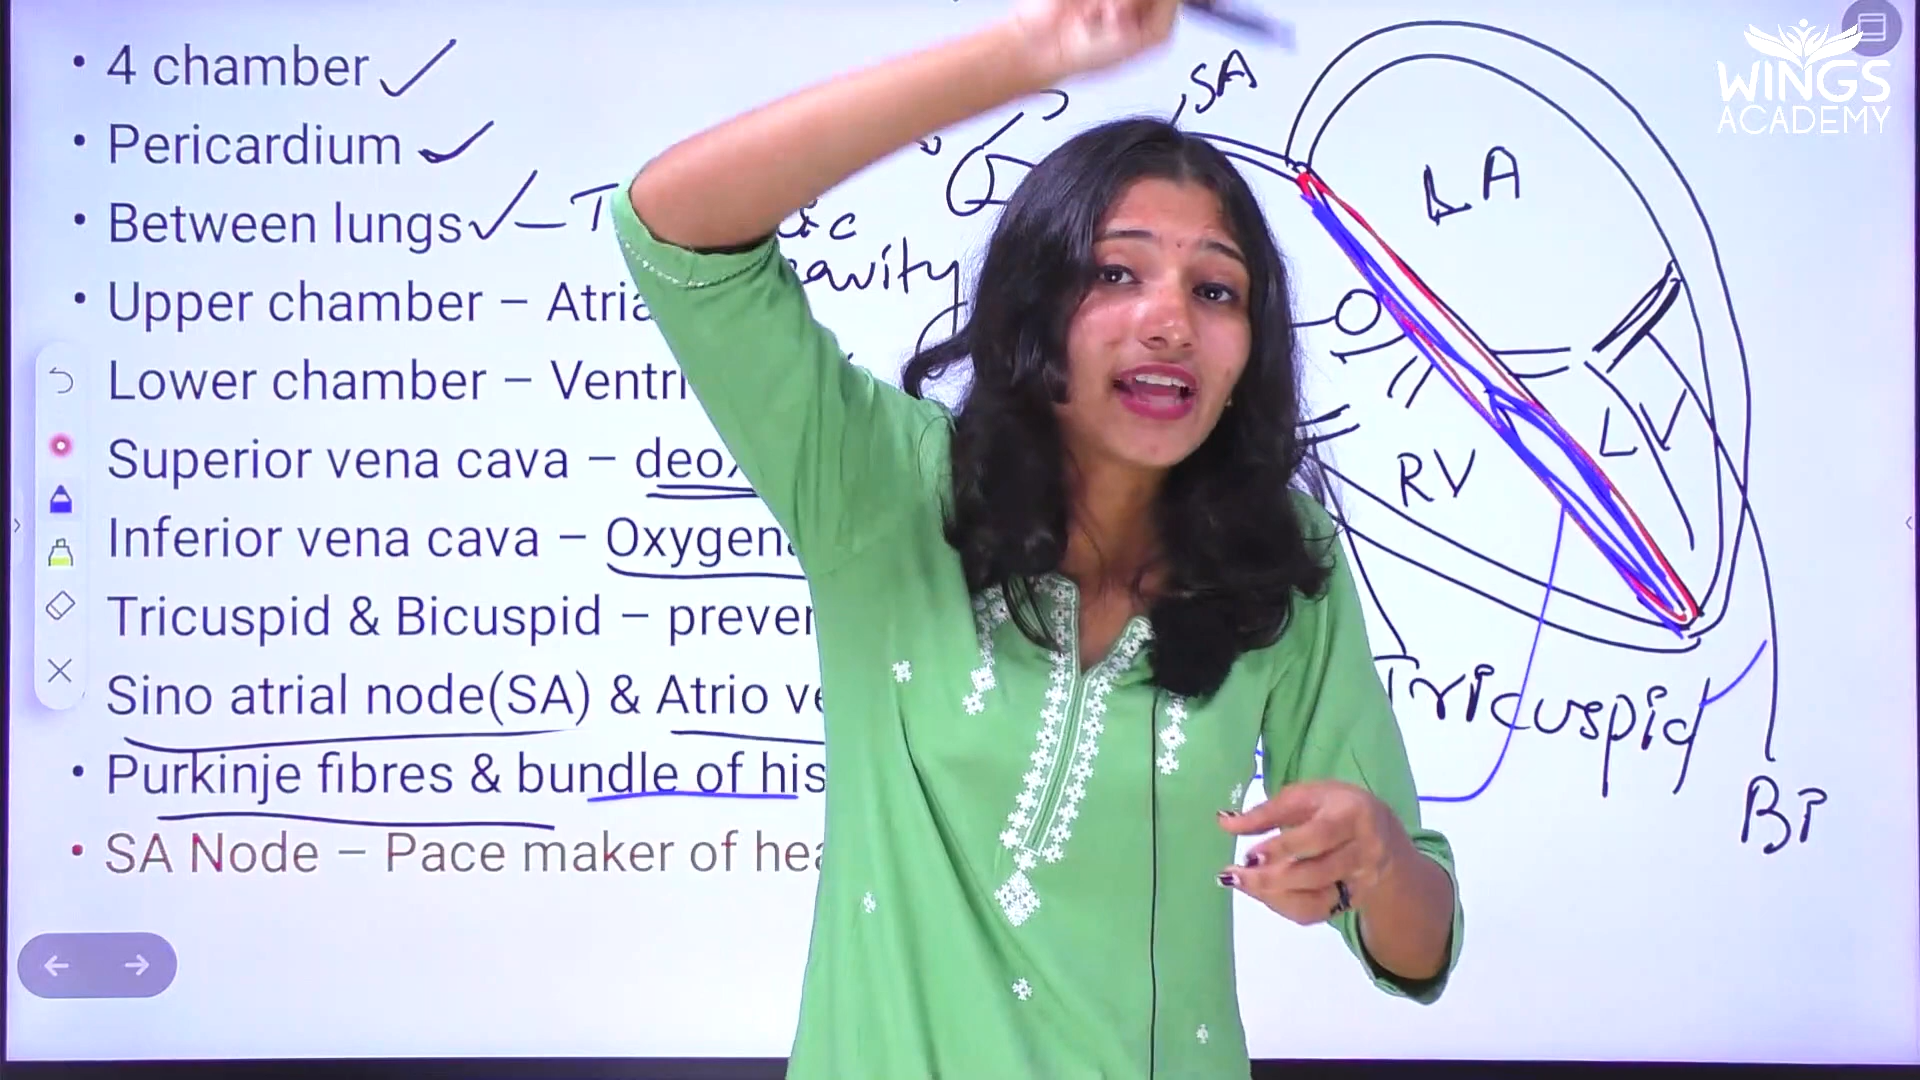 4 chamber
Pericardium
Between lungs – T
cavity
Upper chamber – Atria
Lower chamber – Ventri
Superior vena cava – deox
Inferior vena cava – Oxygena
Tricuspid & Bicuspid – preven
Sino atrial node(SA) & Atrio ve
Purkinje fibres & bundle of his
SA Node – Pace maker of hea
SA
LA
RV
LV
Tricuspid
WINGS
ACADEMY